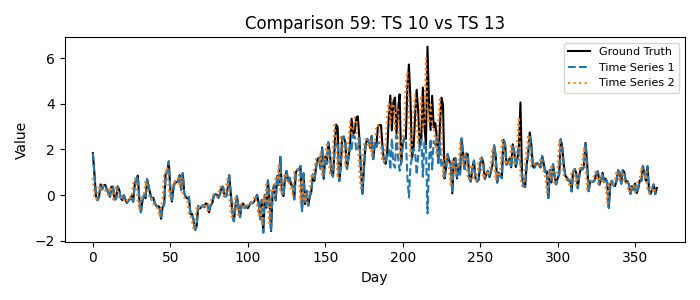 Comparison 59: TS 10 vs TS 13
Ground Truth
Time Series 1
Time Series 2
Value
6
4
2
0
−2
0 50 100 150 200 250 300 350
Day